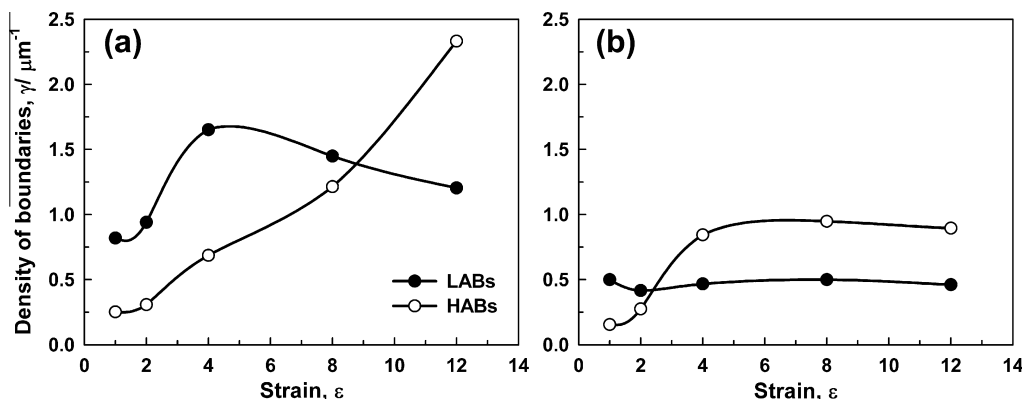 Density of boundaries, γ/ μm⁻¹
(a)
2.5
2.0
1.5
1.0
0.5
0.0
LABs
HABs
0 2 4 6 8 10 12 14
Strain, ε
(b)
2.5
2.0
1.5
1.0
0.5
0.0
0 2 4 6 8 10 12 14
Strain, ε